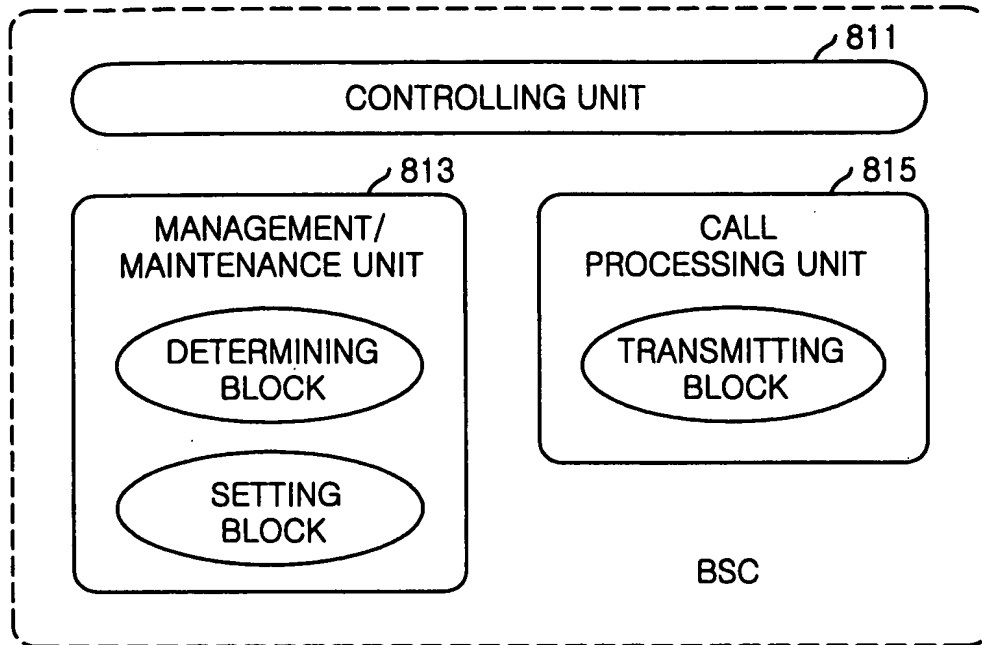 811
CONTROLLING UNIT
813
MANAGEMENT/
MAINTENANCE UNIT
DETERMINING
BLOCK
SETTING
BLOCK
815
CALL
PROCESSING UNIT
TRANSMITTING
BLOCK
BSC